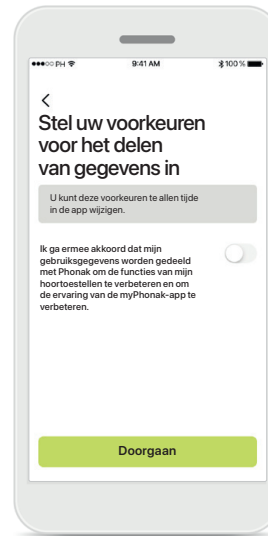 PH 9:41 AM 100%
Stel uw voorkeuren
voor het delen
van gegevens in
U kunt deze voorkeuren te allen tijde
in de app wijzigen.
Ik ga ermee akkoord dat mijn
gebruiksgegevens worden gedeeld
met Phonak om de functies van mijn
hoortoestellen te verbeteren en om
de ervaring van de myPhonak-app te
verbeteren.
Doorgaan